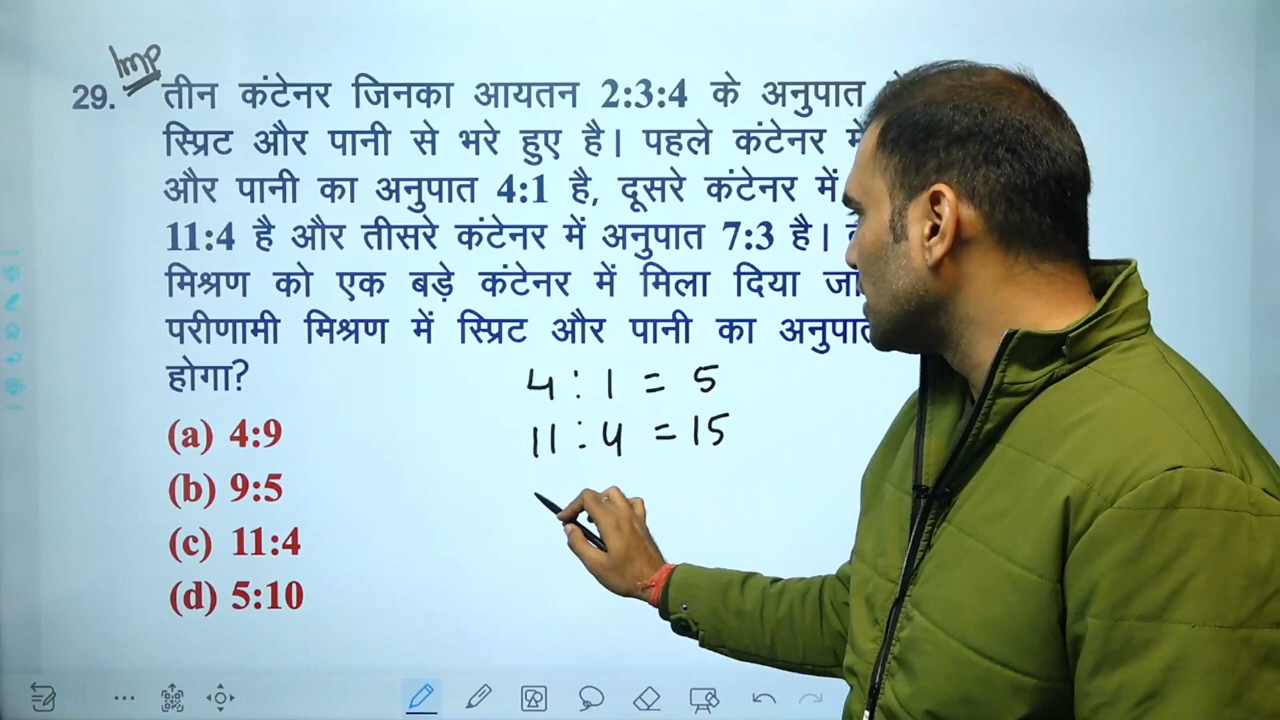 Imp
29. तीन कंटेनर जिनका आयतन 2:3:4 के अनुपात
स्प्रिट और पानी से भरे हुए है। पहले कंटेनर में
और पानी का अनुपात 4:1 है, दूसरे कंटेनर में
11:4 है और तीसरे कंटेनर में अनुपात 7:3 है।
मिश्रण को एक बड़े कंटेनर में मिला दिया
परीणामी मिश्रण में स्प्रिट और पानी का अनुपात
होगा?
4 : 1 = 5
11 : 4 = 15
(a) 4:9
(b) 9:5
(c) 11:4
(d) 5:10